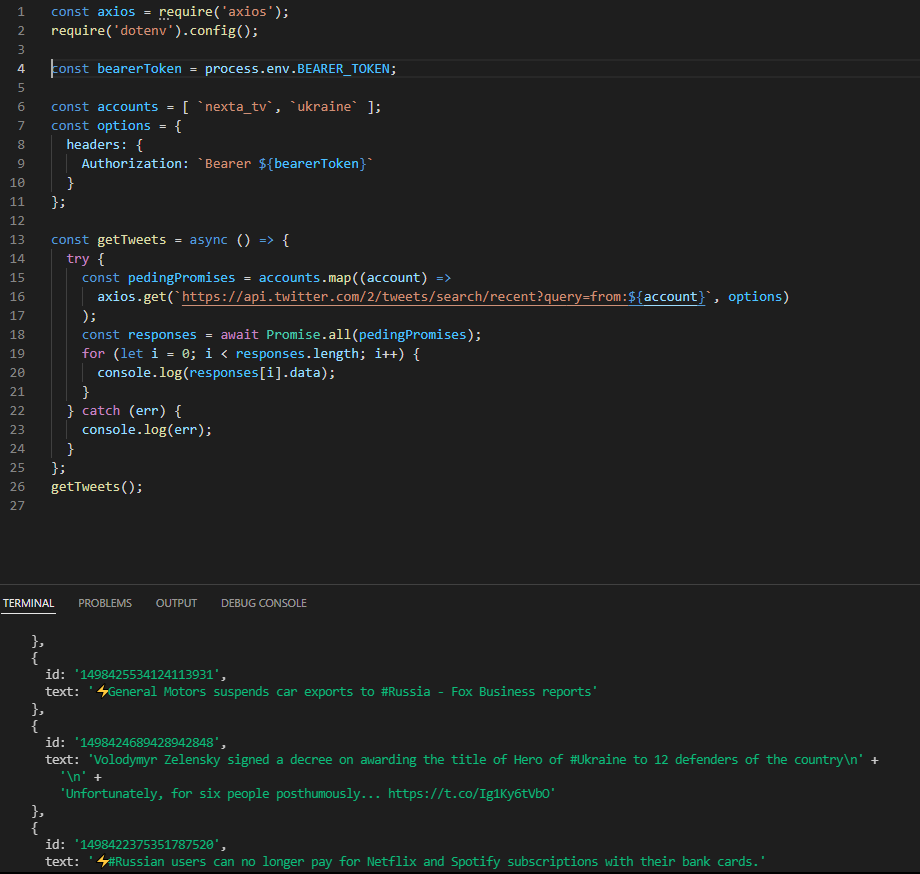 1 const axios = require('axios');
2 require('dotenv').config();
3
4 const bearerToken = process.env.BEARER_TOKEN;
5
6 const accounts = [ `nexta_tv`, `ukraine` ];
7 const options = {
8   headers: {
9     Authorization: `Bearer ${bearerToken}`
10   }
11 };
12
13 const getTweets = async () => {
14   try {
15     const pedingPromises = accounts.map((account) =>
16       axios.get(`https://api.twitter.com/2/tweets/search/recent?query=from:${account}`, options)
17     );
18     const responses = await Promise.all(pedingPromises);
19     for (let i = 0; i < responses.length; i++) {
20       console.log(responses[i].data);
21     }
22   } catch (err) {
23     console.log(err);
24   }
25 };
26 getTweets();
27
TERMINAL PROBLEMS OUTPUT DEBUG CONSOLE
},
{
id: '1498425534124113931',
text: '⚡General Motors suspends car exports to #Russia - Fox Business reports'
},
{
id: '1498424689428942848',
text: 'Volodymyr Zelensky signed a decree on awarding the title of Hero of #Ukraine to 12 defenders of the country\n' +
'\n' +
'Unfortunately, for six people posthumously... https://t.co/Ig1Ky6tVbO'
},
{
id: '1498422375351787520',
text: '⚡#Russian users can no longer pay for Netflix and Spotify subscriptions with their bank cards.'